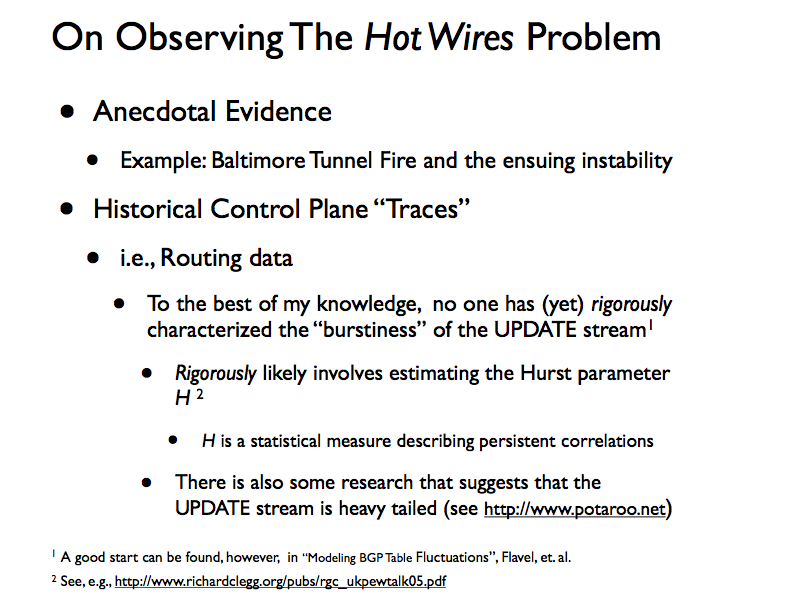 On Observing The Hot Wires Problem
• Anecdotal Evidence
• Example: Baltimore Tunnel Fire and the ensuing instability
• Historical Control Plane “Traces”
• i.e., Routing data
• To the best of my knowledge, no one has (yet) rigorously
characterized the “burstiness” of the UPDATE stream¹
• Rigorously likely involves estimating the Hurst parameter
H ²
• H is a statistical measure describing persistent correlations
• There is also some research that suggests that the
UPDATE stream is heavy tailed (see http://www.potaroo.net)
¹ A good start can be found, however, in “Modeling BGP Table Fluctuations”, Flavel, et. al.
² See, e.g., http://www.richardclegg.org/pubs/rgc_ukpewtalk05.pdf